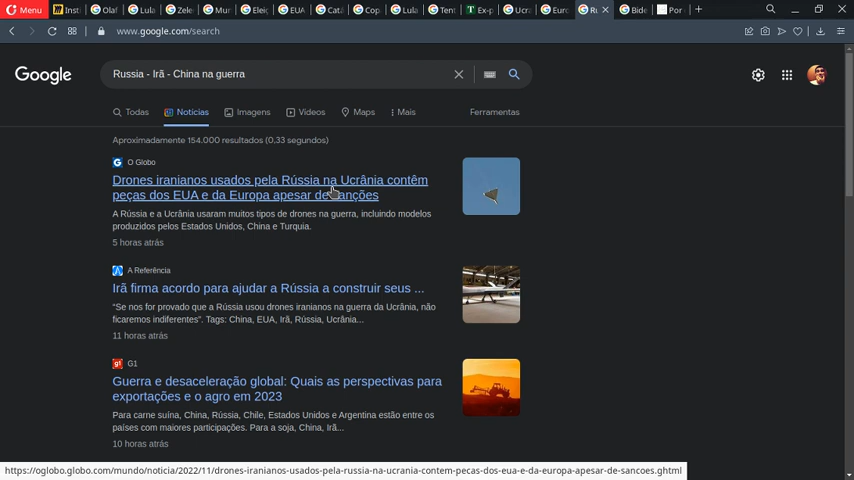 Menu
Inst
Olaf
Lula
Zele
Mur
Elei
EUA
Catá
Cop
Lula
Tent
Ex-p
Ucra
Euro
Ru
Bide
Por
www.google.com/search
Google
Russia - Irã - China na guerra
Todas
Notícias
Imagens
Vídeos
Maps
Mais
Ferramentas
Aproximadamente 154.000 resultados (0,33 segundos)
O Globo
Drones iranianos usados pela Rússia na Ucrânia contêm
peças dos EUA e da Europa apesar de sanções
A Rússia e a Ucrânia usaram muitos tipos de drones na guerra, incluindo modelos
produzidos pelos Estados Unidos, China e Turquia.
5 horas atrás
A Referência
Irã firma acordo para ajudar a Rússia a construir seus ...
“Se nos for provado que a Rússia usou drones iranianos na guerra da Ucrânia, não
ficaremos indiferentes”. Tags: China, EUA, Irã, Rússia, Ucrânia...
11 horas atrás
G1
Guerra e desaceleração global: Quais as perspectivas para
exportações e o agro em 2023
Para carne suína, China, Rússia, Chile, Estados Unidos e Argentina estão entre os
países com maiores participações. Para a soja, China, Irã...
10 horas atrás
https://oglobo.globo.com/mundo/noticia/2022/11/drones-iranianos-usados-pela-russia-na-ucrania-contem-pecas-dos-eua-e-da-europa-apesar-de-sancoes.ghtml